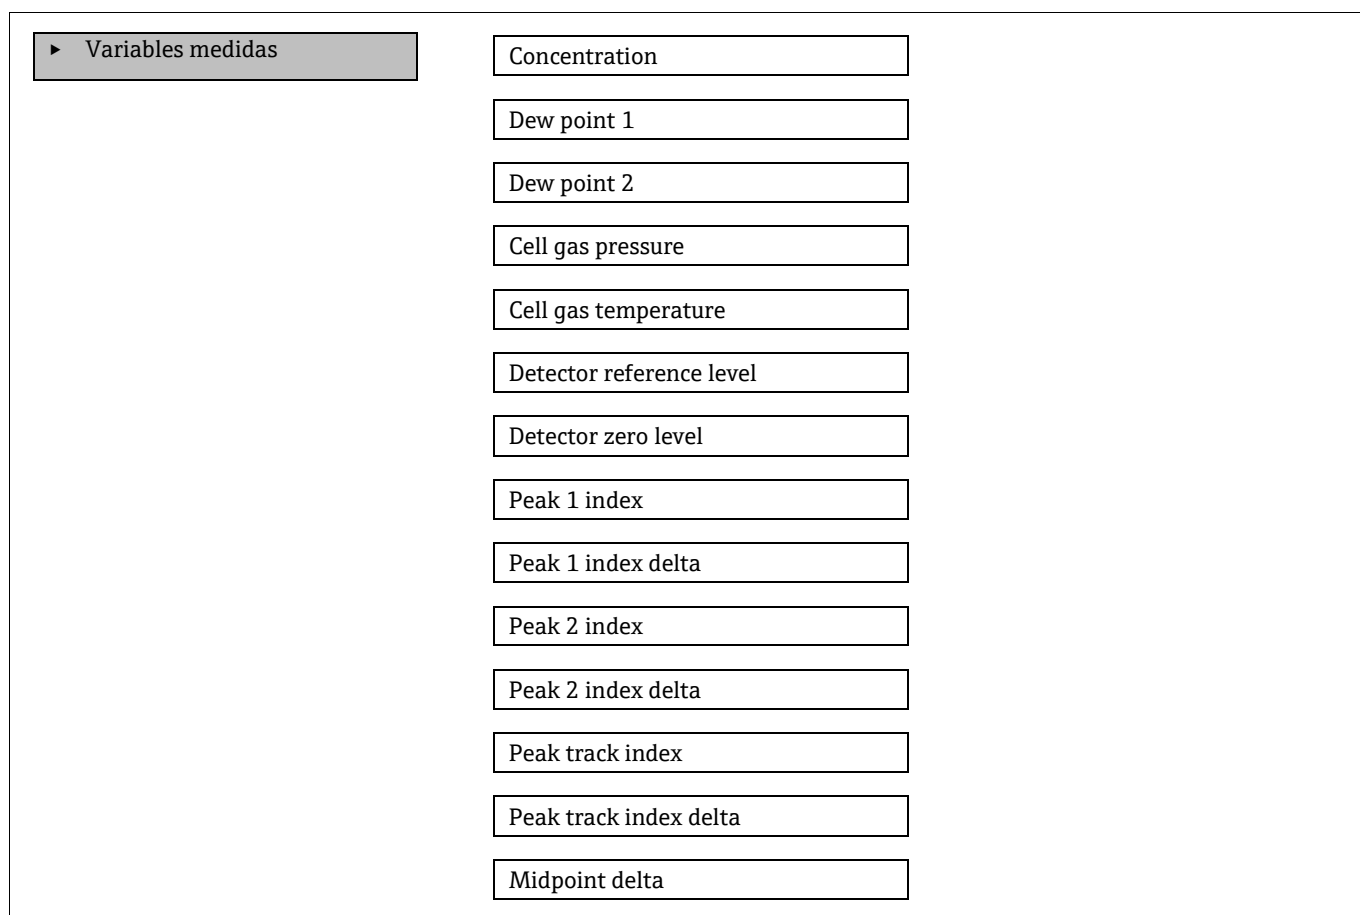 ▸ Variables medidas
Concentration
Dew point 1
Dew point 2
Cell gas pressure
Cell gas temperature
Detector reference level
Detector zero level
Peak 1 index
Peak 1 index delta
Peak 2 index
Peak 2 index delta
Peak track index
Peak track index delta
Midpoint delta